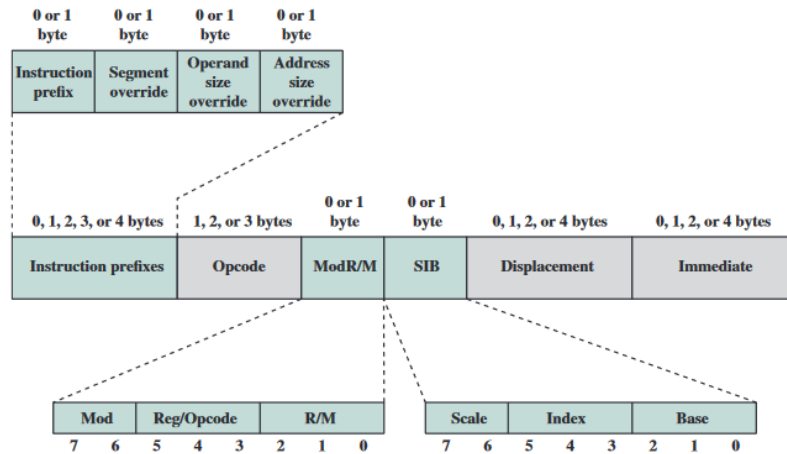 0 or 1 0 or 1 0 or 1 0 or 1
byte byte byte byte
Instruction prefix
Segment override
Operand size override
Address size override
0 or 1 0 or 1
0, 1, 2, 3, or 4 bytes 1, 2, or 3 bytes byte byte 0, 1, 2, or 4 bytes 0, 1, 2, or 4 bytes
Instruction prefixes Opcode ModR/M SIB Displacement Immediate
Mod Reg/Opcode R/M Scale Index Base
7 6 5 4 3 2 1 0 7 6 5 4 3 2 1 0